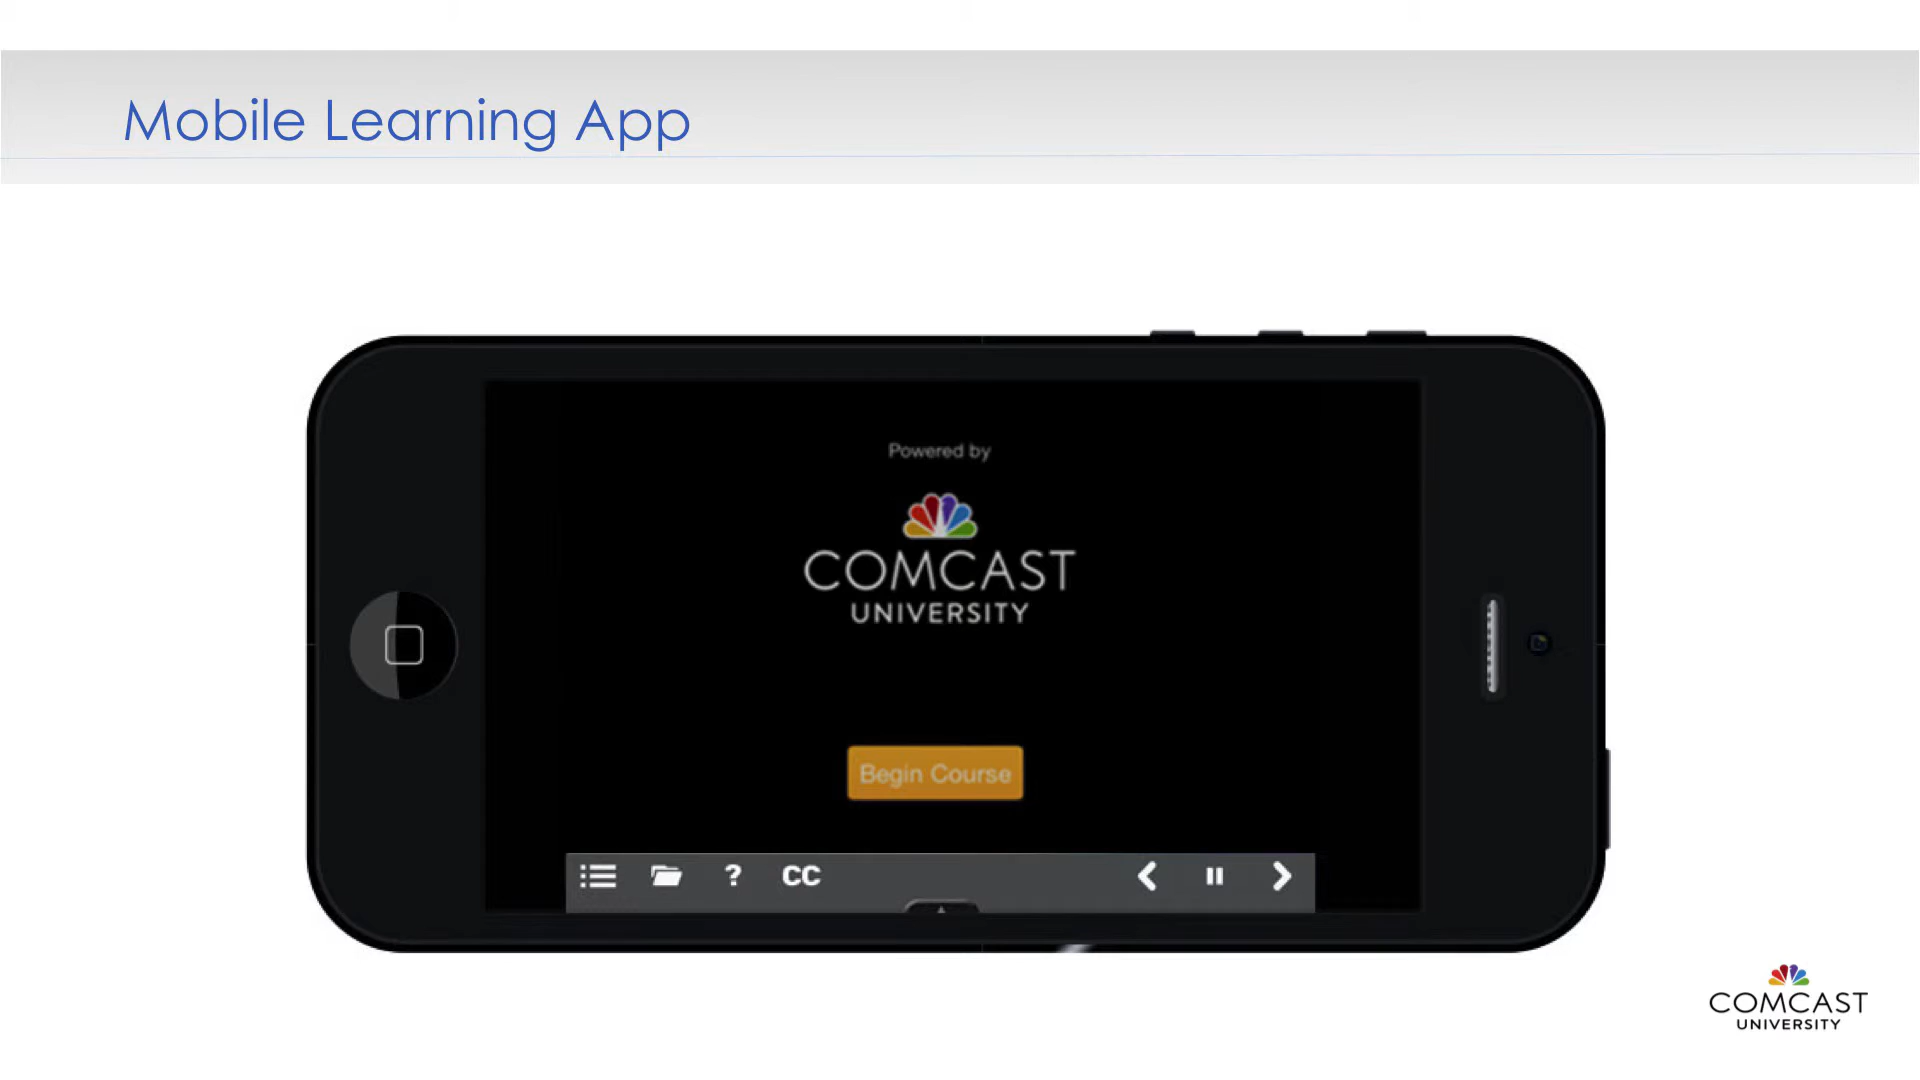 Mobile Learning App
Powered by
COMCAST
UNIVERSITY
Begin Course
? CC
COMCAST
UNIVERSITY